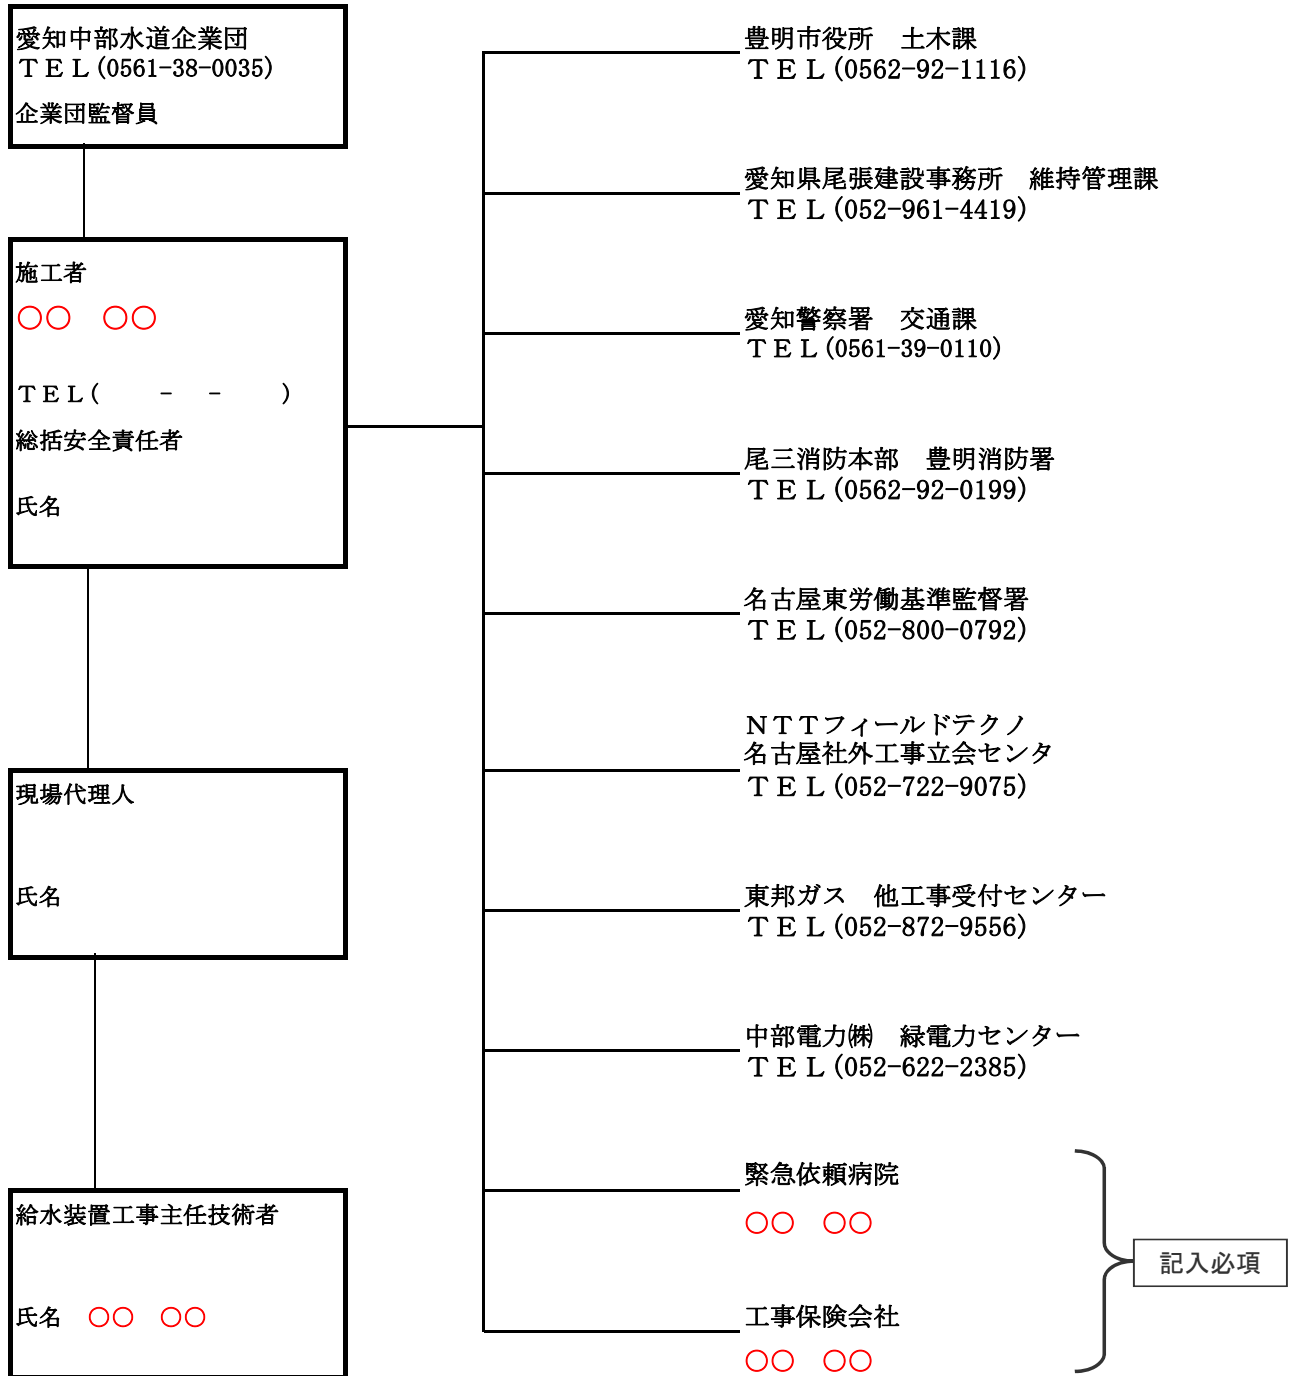 愛知中部水道企業団
ＴＥＬ(0561-38-0035)
企業団監督員
施工者
○○　○○
ＴＥＬ(　　-　-　　)
総括安全責任者
氏名
現場代理人
氏名
給水装置工事主任技術者
氏名　○○　○○
豊明市役所　土木課
ＴＥＬ(0562-92-1116)
愛知県尾張建設事務所　維持管理課
ＴＥＬ(052-961-4419)
愛知警察署　交通課
ＴＥＬ(0561-39-0110)
尾三消防本部　豊明消防署
ＴＥＬ(0562-92-0199)
名古屋東労働基準監督署
ＴＥＬ(052-800-0792)
ＮＴＴフィールドテクノ
名古屋社外工事立会センタ
ＴＥＬ(052-722-9075)
東邦ガス　他工事受付センター
ＴＥＬ(052-872-9556)
中部電力㈱　緑電力センター
ＴＥＬ(052-622-2385)
緊急依頼病院
○○　○○
工事保険会社
○○　○○
記入必項